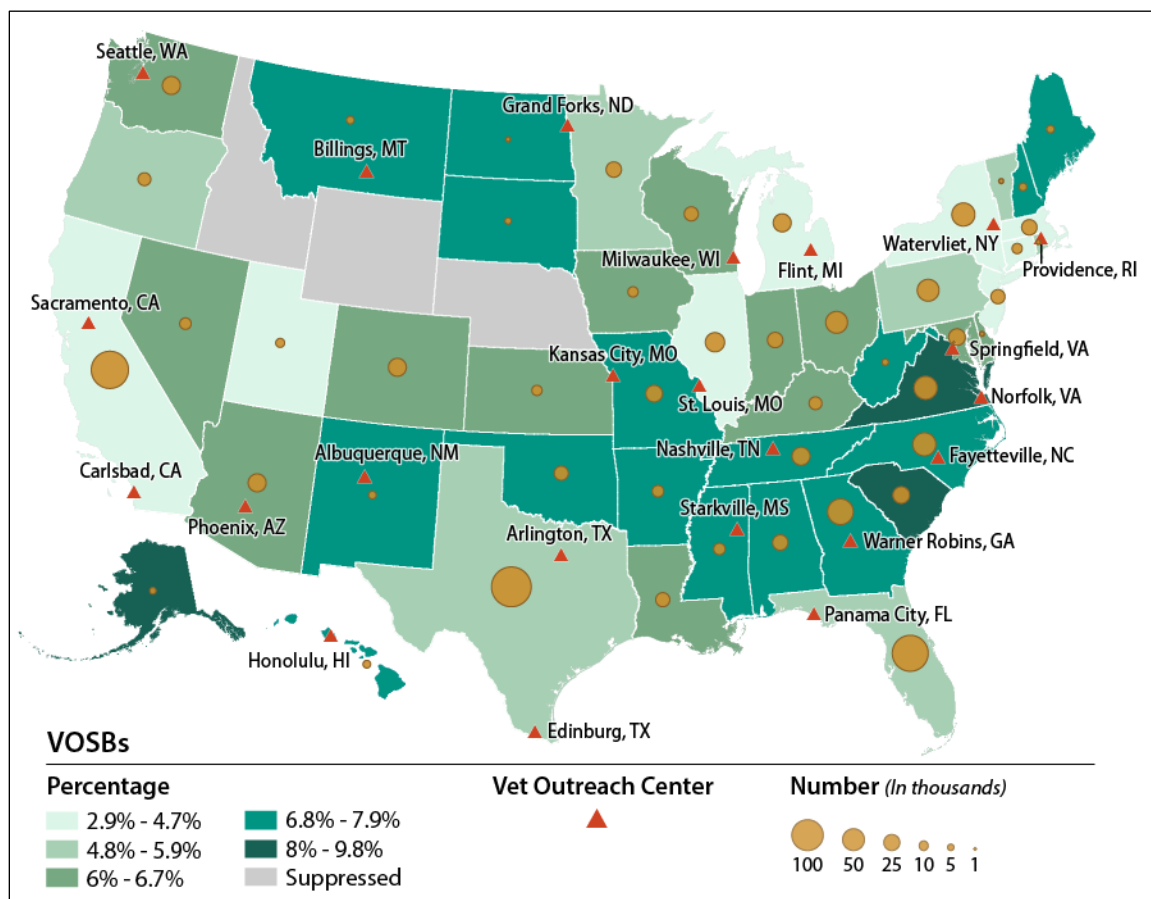 Seattle, WA
Grand Forks, ND
Billings, MT
Watervliet, NY
Milwaukee, WI
Flint, MI
Providence, RI
Sacramento, CA
Springfield, VA
Kansas City, MO
St. Louis, MO
Norfolk, VA
Nashville, TN
Albuquerque, NM
Fayetteville, NC
Carlsbad, CA
Starkville, MS
Phoenix, AZ
Arlington, TX
Warner Robins, GA
Panama City, FL
Honolulu, HI
Edinburg, TX
VOSBs
Percentage
2.9% - 4.7%
4.8% - 5.9%
6% - 6.7%
6.8% - 7.9%
8% - 9.8%
Suppressed
Vet Outreach Center
Number (In thousands)
100 50 25 10 5 1